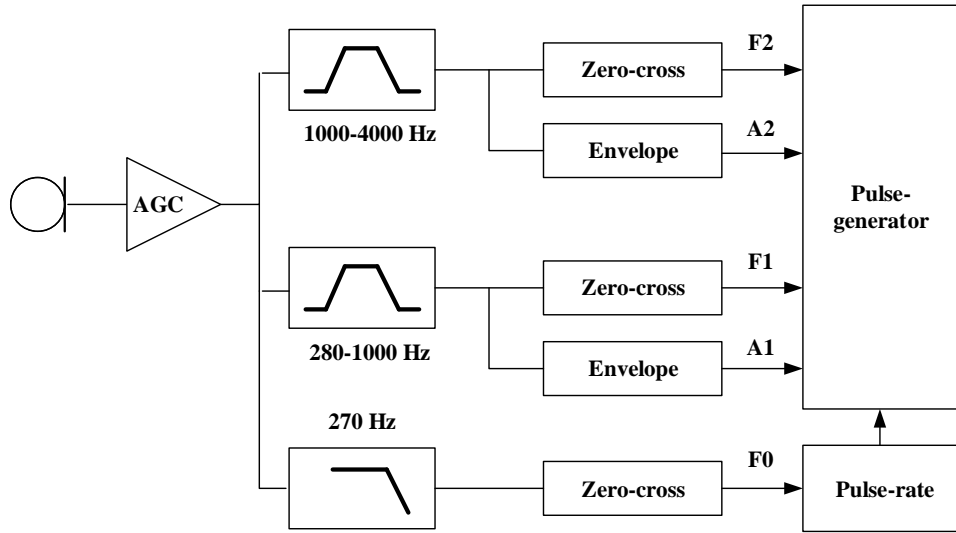 F2
Zero-cross
1000-4000 Hz
A2
Envelope
AGC
Pulse-
generator
F1
Zero-cross
280-1000 Hz
A1
Envelope
270 Hz
F0
Zero-cross
Pulse-rate